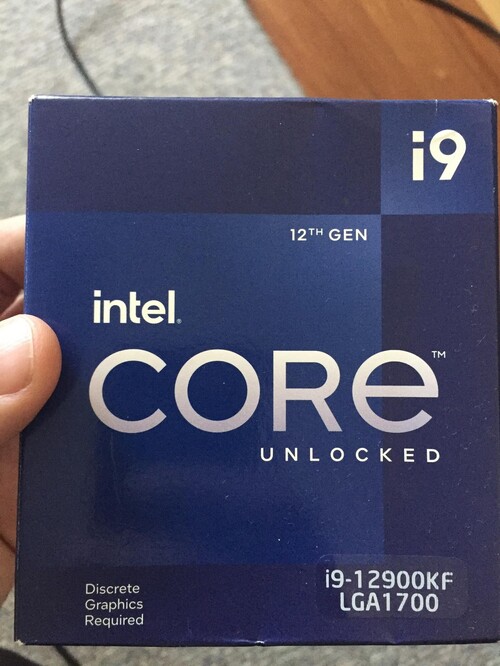 i9
12TH GEN
intel.
CORe™
UNLOCKED
Discrete
Graphics
Required
i9-12900KF
LGA1700